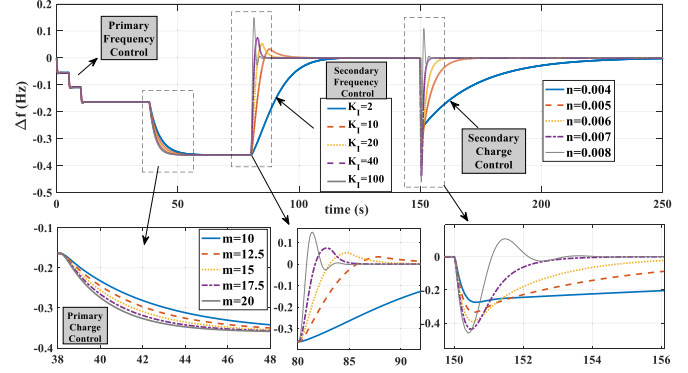 0.2
0.1
0
-0.1
-0.2
-0.3
-0.4
-0.5
Δf (Hz)
Primary
Frequency
Control
Secondary
Frequency
Control
K_I=2
K_I=10
K_I=20
K_I=40
K_I=100
Secondary
Charge
Control
n=0.004
n=0.005
n=0.006
n=0.007
n=0.008
0 50 100 150 200 250
time (s)
-0.1
-0.2
-0.3
-0.4
m=10
m=12.5
m=15
m=17.5
m=20
Primary
Charge
Control
38 40 42 44 46 48
0.1
0
-0.1
-0.2
-0.3
80 85 90
0
-0.2
-0.4
150 152 154 156